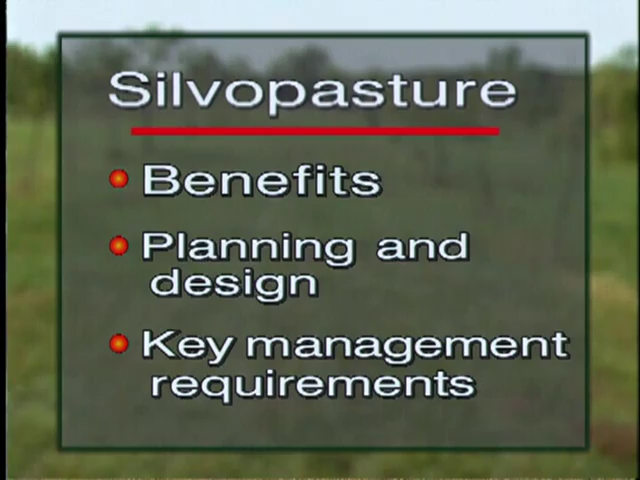 Silvopasture
Benefits
Planning and
design
Key management
requirements